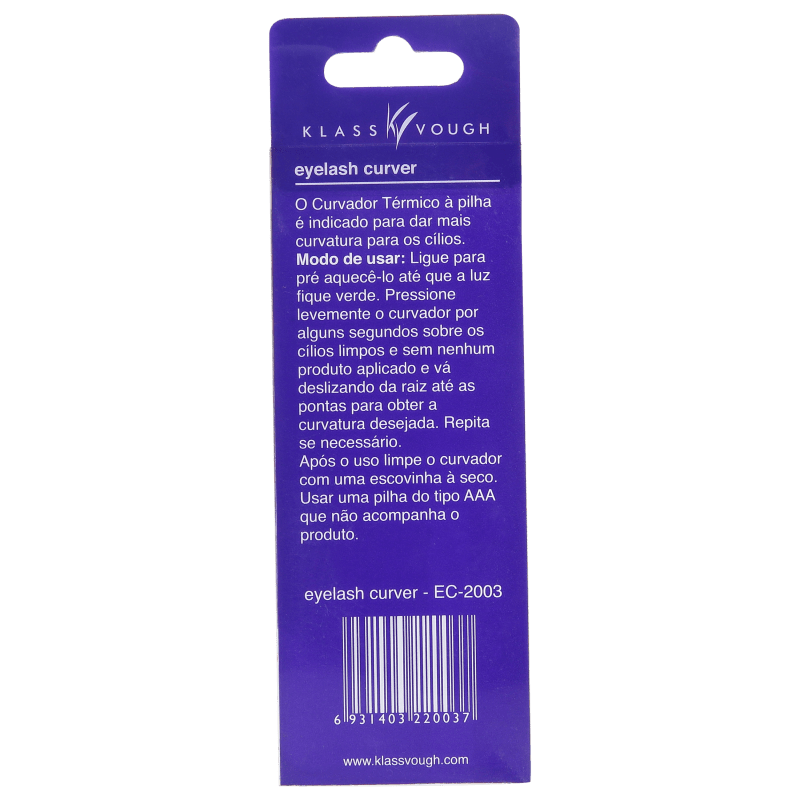 KLASS VOUGH
eyelash curver
O Curvador Térmico à pilha
é indicado para dar mais
curvatura para os cílios.
Modo de usar: Ligue para
pré aquecê-lo até que a luz
fique verde. Pressione
levemente o curvador por
alguns segundos sobre os
cílios limpos e sem nenhum
produto aplicado e vá
deslizando da raiz até as
pontas para obter a
curvatura desejada. Repita
se necessário.
Após o uso limpe o curvador
com uma escovinha à seco.
Usar uma pilha do tipo AAA
que não acompanha o
produto.
eyelash curver - EC-2003
6 931403 220037
www.klassvough.com